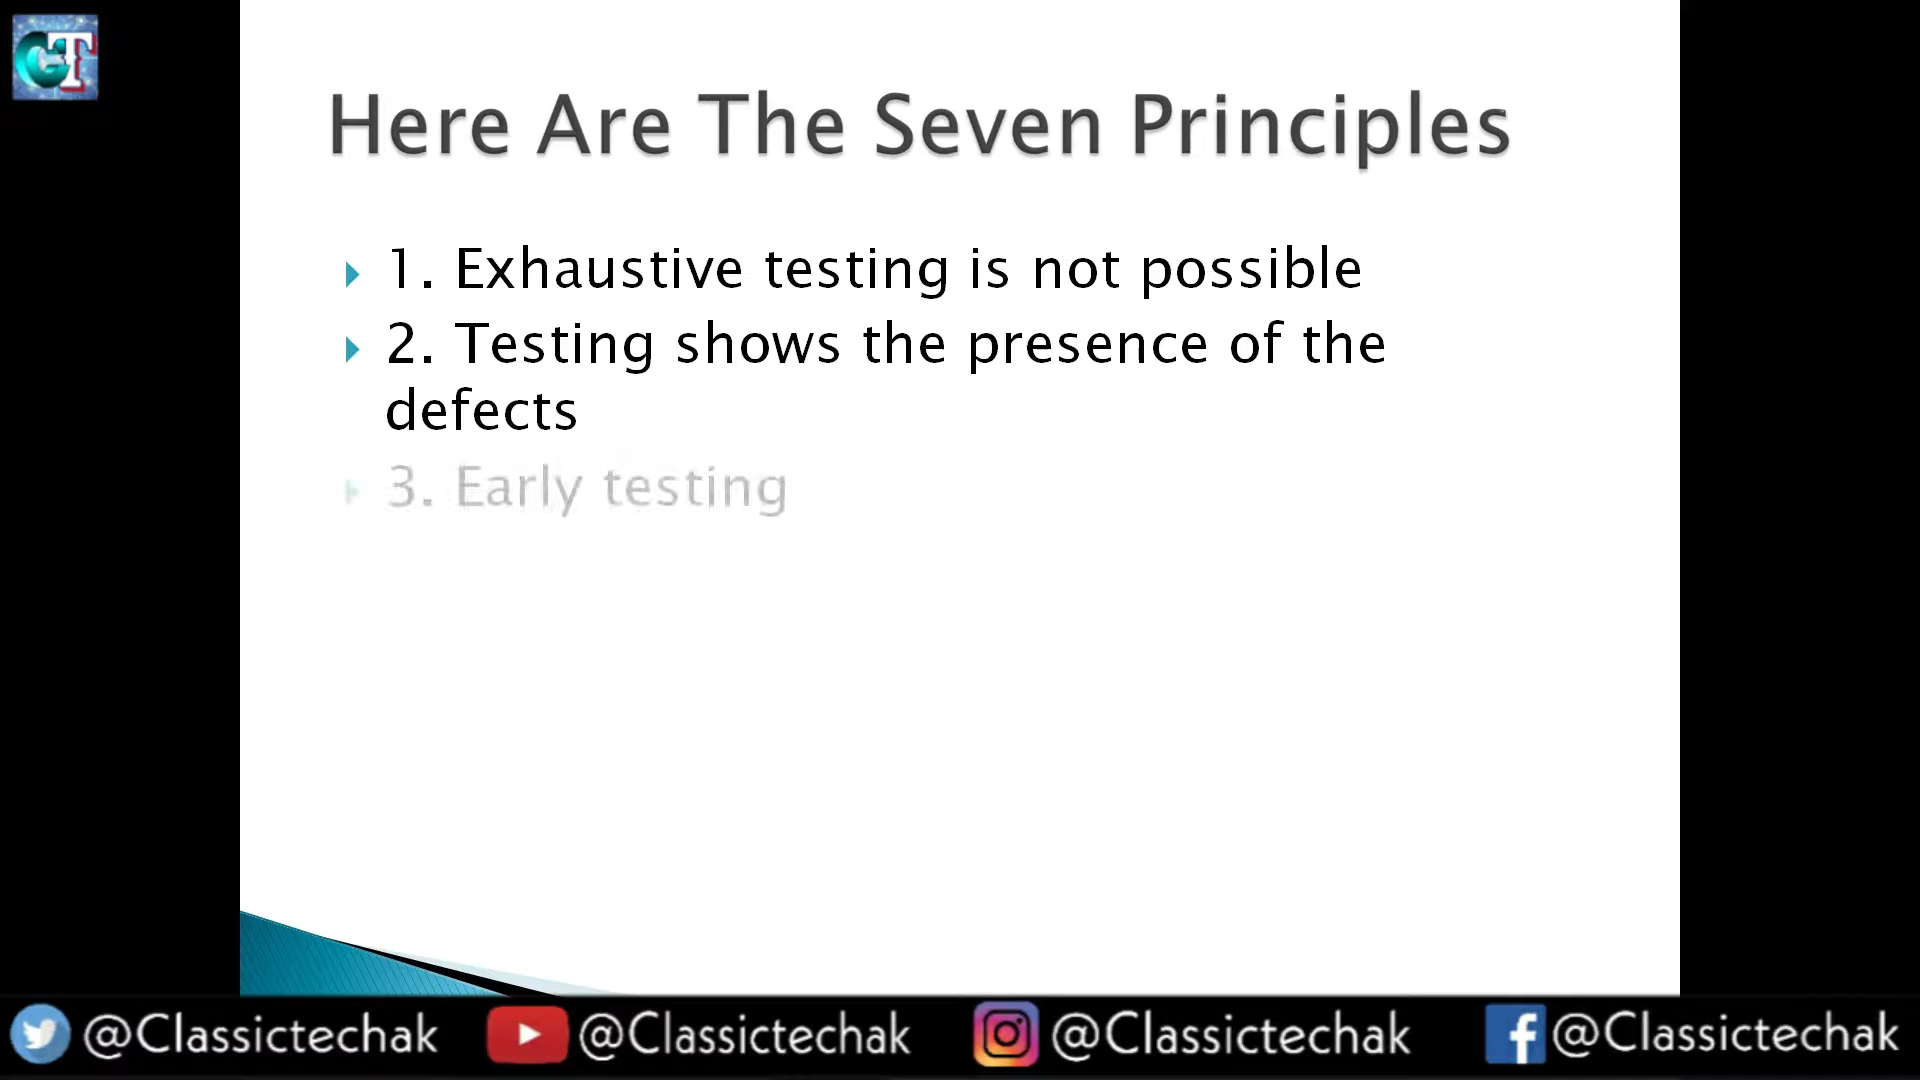 CT
Here Are The Seven Principles
1. Exhaustive testing is not possible
2. Testing shows the presence of the
defects
3. Early testing
@Classictechak @Classictechak @Classictechak @Classictechak